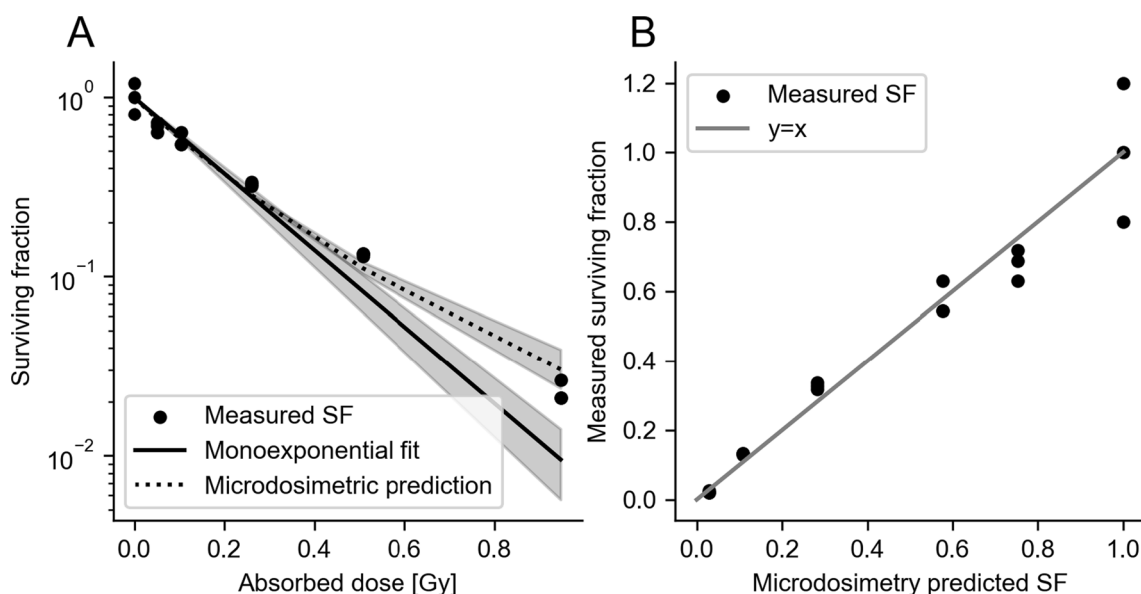 A
Surviving fraction
10^0
10^-1
10^-2
Measured SF
Monoexponential fit
Microdosimetric prediction
0.0 0.2 0.4 0.6 0.8
Absorbed dose [Gy]
B
Measured surviving fraction
1.2
1.0
0.8
0.6
0.4
0.2
0.0
Measured SF
y=x
0.0 0.2 0.4 0.6 0.8 1.0
Microdosimetry predicted SF